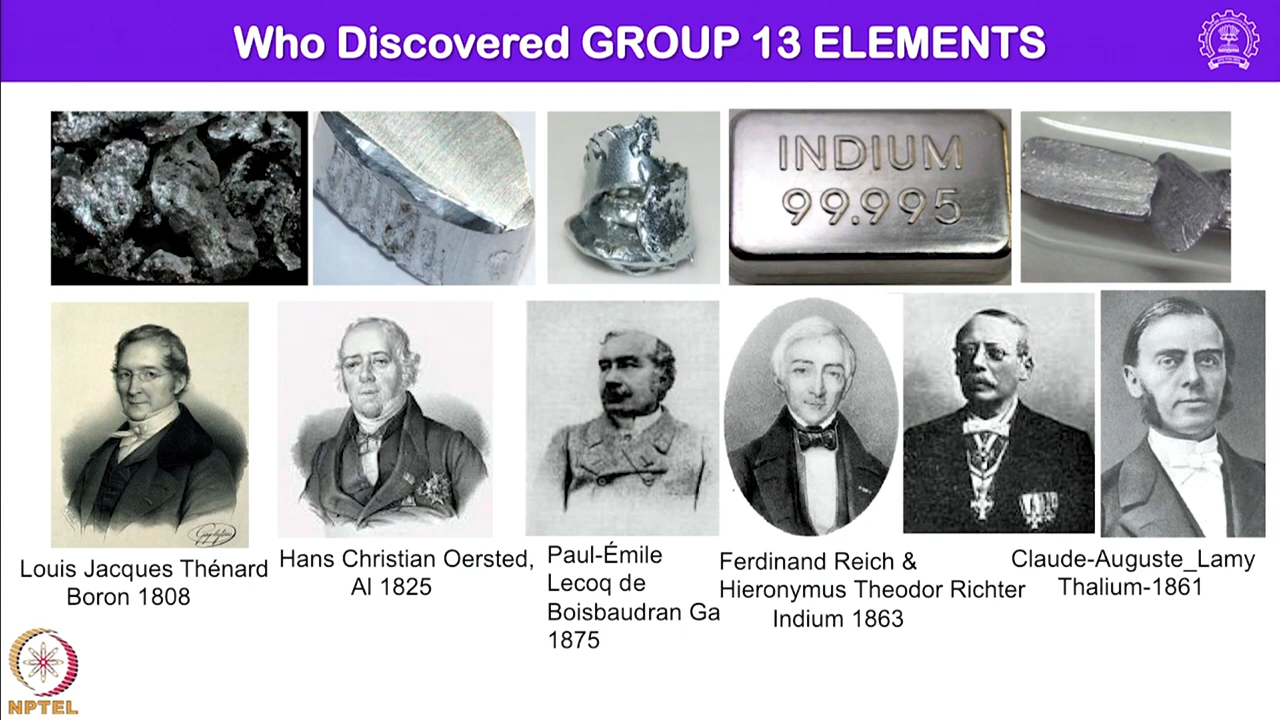 Who Discovered GROUP 13 ELEMENTS
INDIUM
99.995
Louis Jacques Thénard
Boron 1808
Hans Christian Oersted,
Al 1825
Paul-Émile
Lecoq de
Boisbaudran Ga
1875
Ferdinand Reich &
Hieronymus Theodor Richter
Indium 1863
Claude-Auguste_Lamy
Thalium-1861
NPTEL